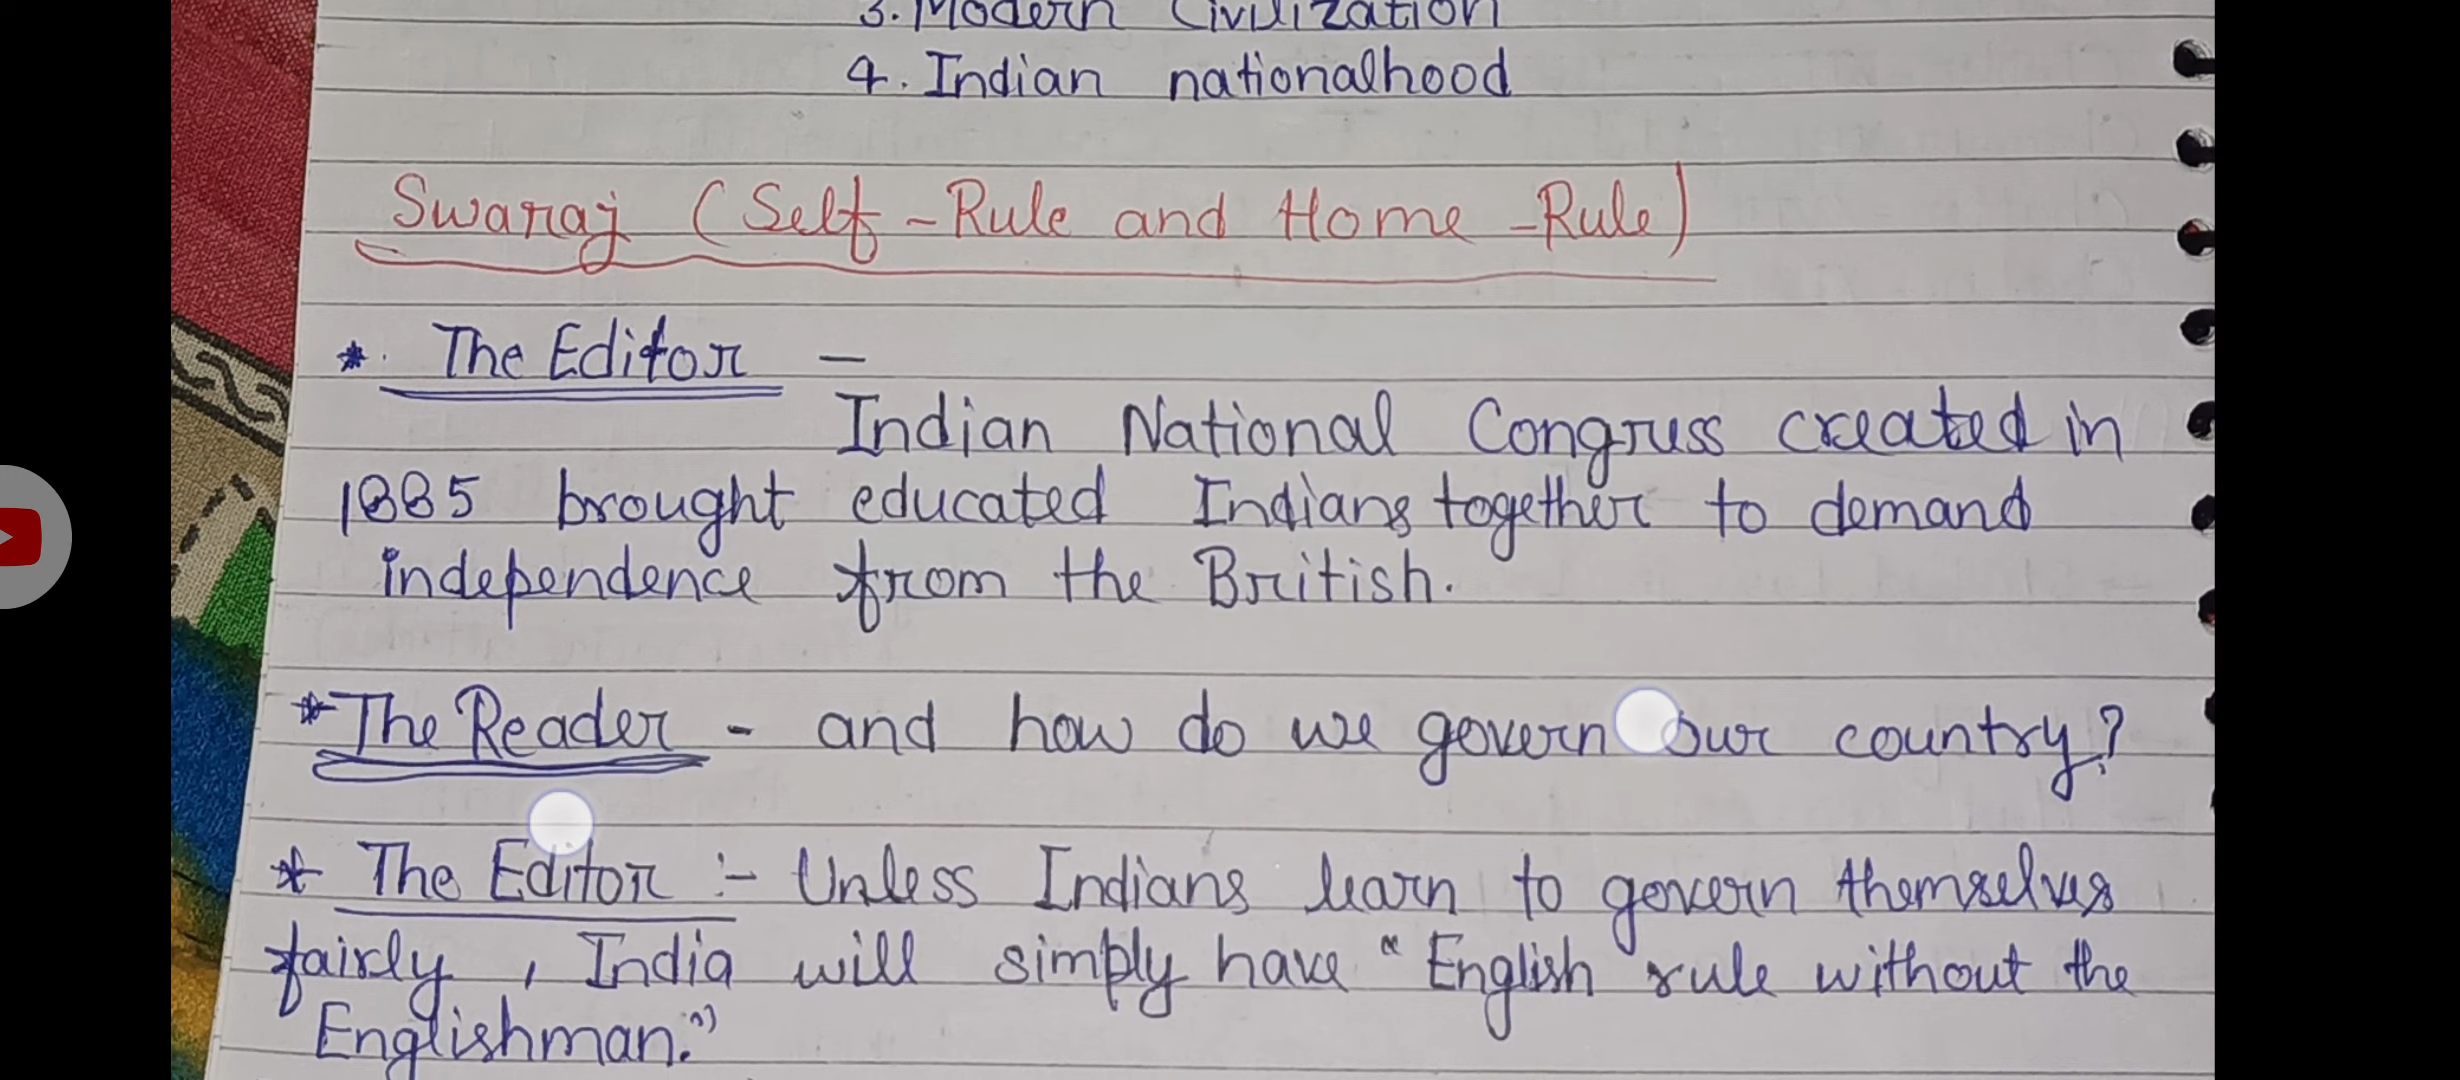 3. Modern Civilization
4. Indian nationalhood
Swaraj (Self-Rule and Home-Rule)
* The Editor -
Indian National Congress created in
1885 brought educated Indians together to demand
independence from the British.
* The Reader - and how do we govern our country?
* The Editor :- Unless Indians learn to govern themselves
fairly, India will simply have "English rule without the
Englishman."